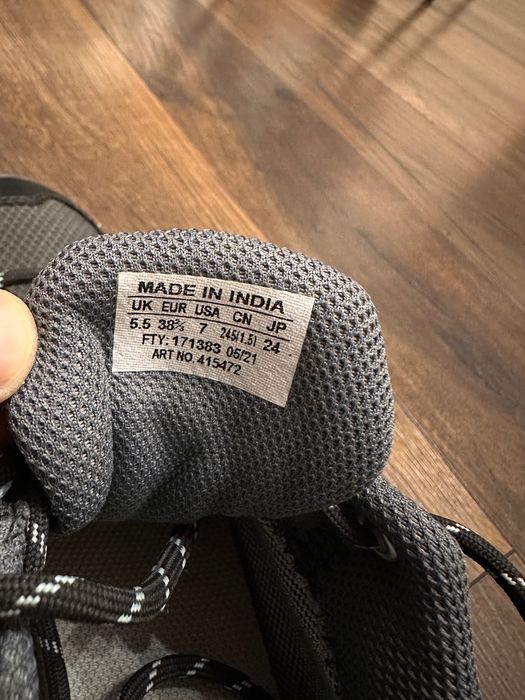 MADE IN INDIA
UK EUR USA CN JP
5.5 38⅔ 7 245(1.5) 24
FTY: 171383 05/21
ART NO. 415472